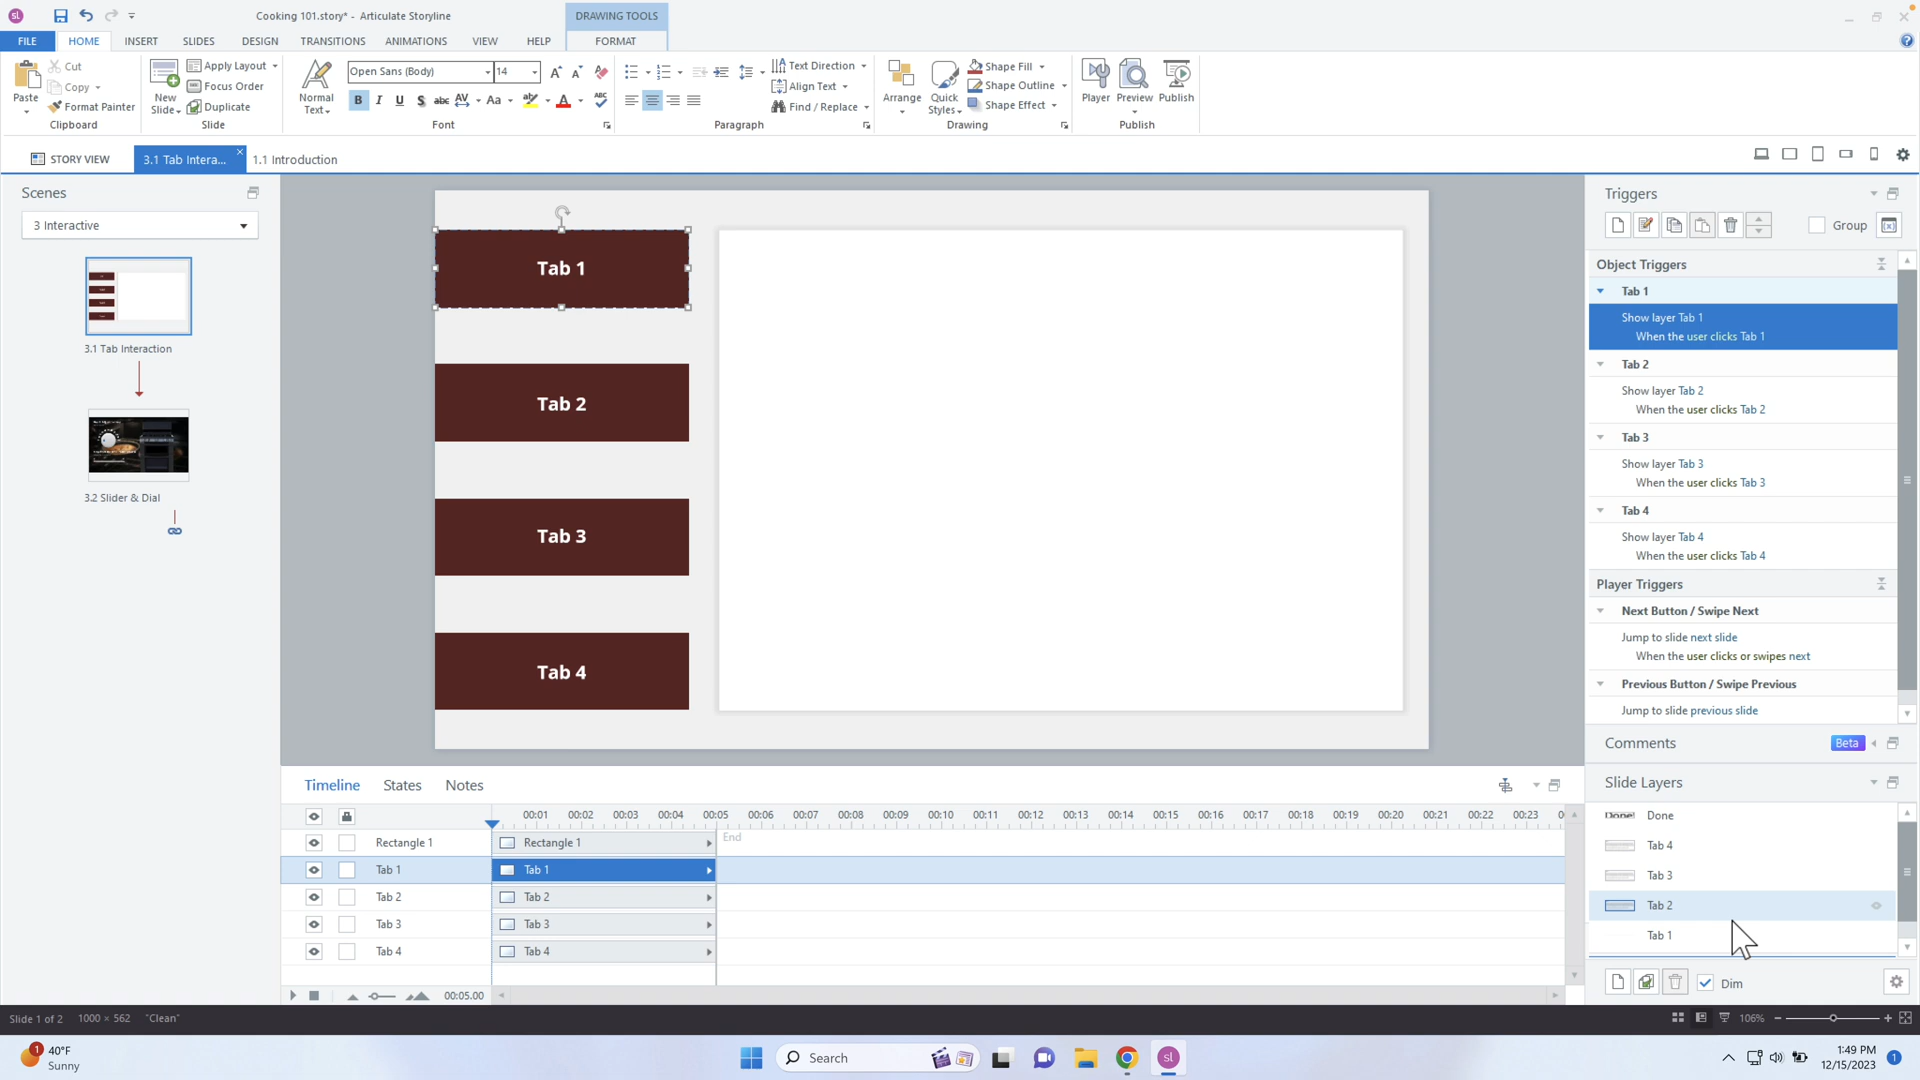 Cooking 101.story* - Articulate Storyline
DRAWING TOOLS
FILE HOME INSERT SLIDES DESIGN TRANSITIONS ANIMATIONS VIEW HELP FORMAT
Paste
Cut
Copy
Format Painter
Clipboard
New
Slide
Apply Layout
Focus Order
Duplicate
Slide
Normal
Text
Open Sans (Body) 14
B I U S abc AV Aa A
ABC
Font
Text Direction
Align Text
Find / Replace
Paragraph
Arrange
Quick
Styles
Shape Fill
Shape Outline
Shape Effect
Drawing
Player Preview Publish
Publish
STORY VIEW
3.1 Tab Intera...
1.1 Introduction
Scenes
3 Interactive
3.1 Tab Interaction
3.2 Slider & Dial
Tab 1
Tab 2
Tab 3
Tab 4
Triggers
Group
Object Triggers
Tab 1
Show layer Tab 1
When the user clicks Tab 1
Tab 2
Show layer Tab 2
When the user clicks Tab 2
Tab 3
Show layer Tab 3
When the user clicks Tab 3
Tab 4
Show layer Tab 4
When the user clicks Tab 4
Player Triggers
Next Button / Swipe Next
Jump to slide next slide
When the user clicks or swipes next
Previous Button / Swipe Previous
Jump to slide previous slide
Comments Beta
Slide Layers
Done
Tab 4
Tab 3
Tab 2
Tab 1
Dim
Timeline States Notes
00:01 00:02 00:03 00:04 00:05 00:06 00:07 00:08 00:09 00:10 00:11 00:12 00:13 00:14 00:15 00:16 00:17 00:18 00:19 00:20 00:21 00:22 00:23
Rectangle 1 Rectangle 1 End
Tab 1 Tab 1
Tab 2 Tab 2
Tab 3 Tab 3
Tab 4 Tab 4
00:05.00
Slide 1 of 2 1000 × 562 "Clean"
106%
1
40°F
Sunny
Search
sl
1:49 PM
12/15/2023
1